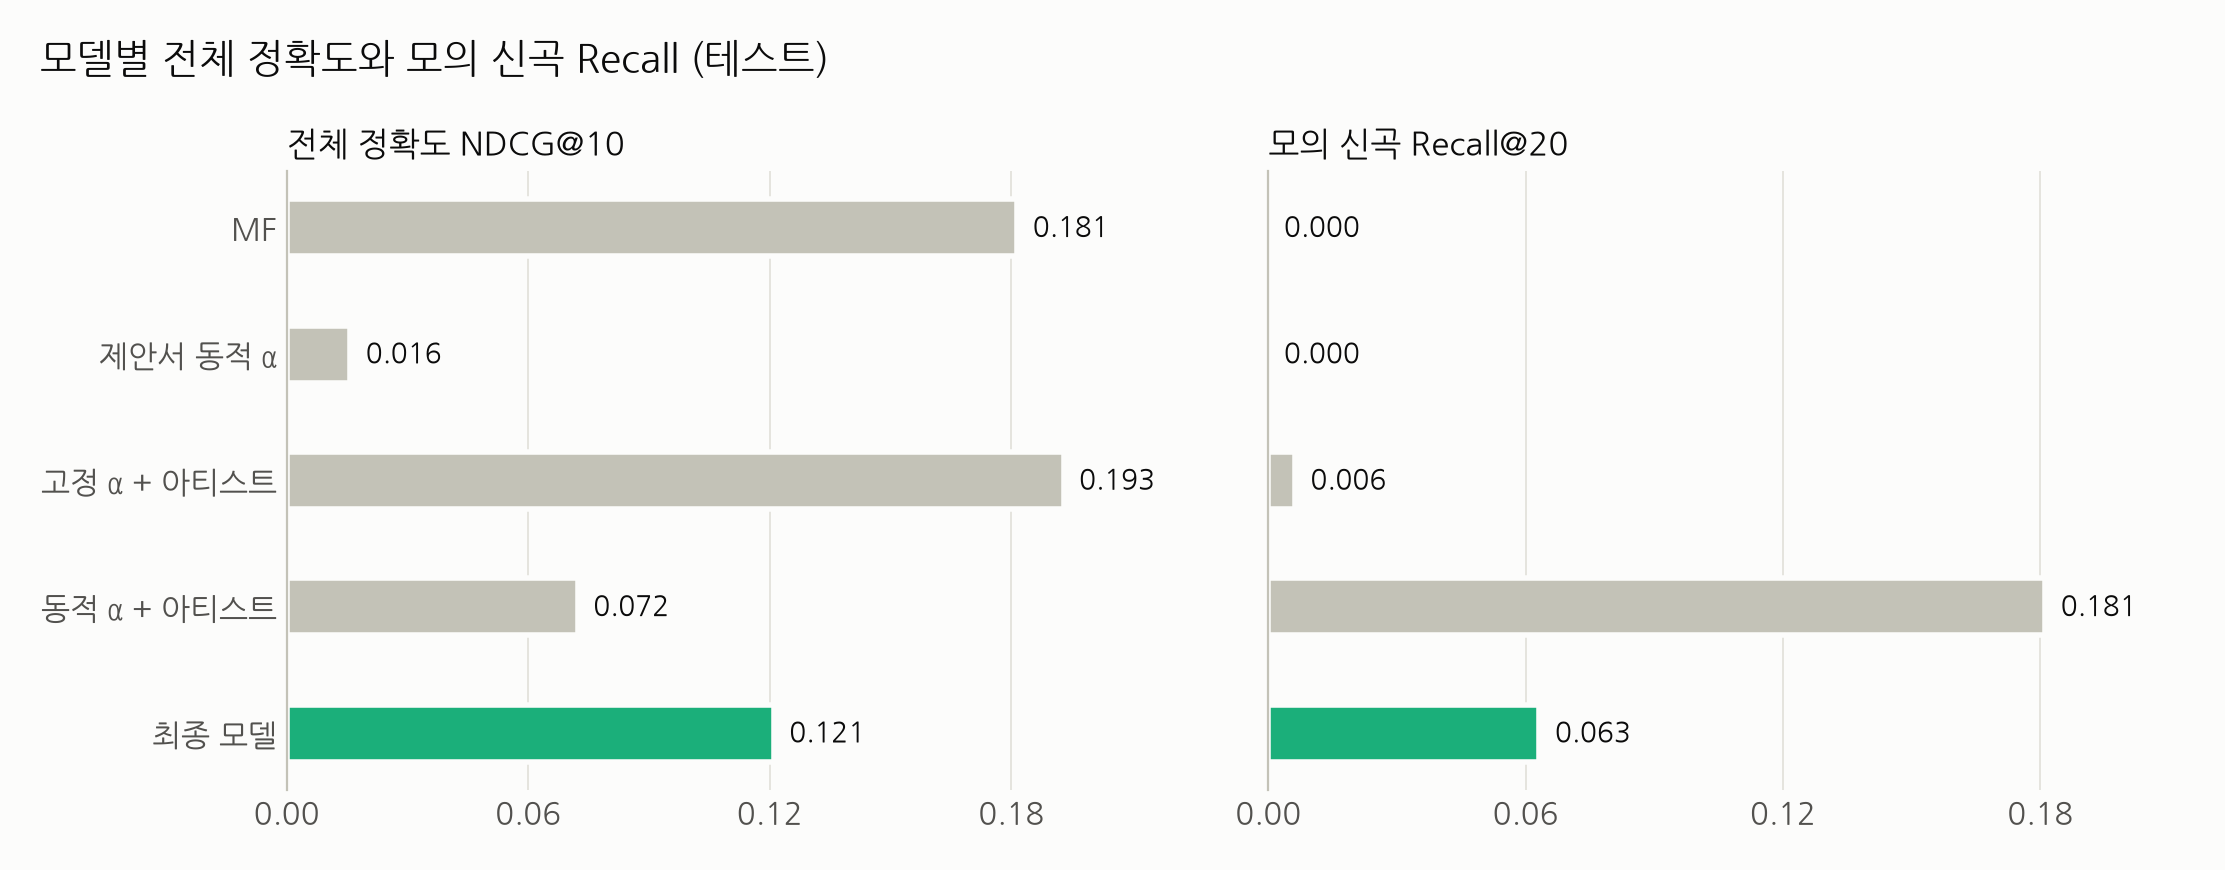 모델별 전체 정확도와 모의 신곡 Recall (테스트)
전체 정확도 NDCG@10
MF
0.181
제안서 동적 α
0.016
고정 α + 아티스트
0.193
동적 α + 아티스트
0.072
최종 모델
0.121
0.00 0.06 0.12 0.18
모의 신곡 Recall@20
0.000
0.000
0.006
0.181
0.063
0.00 0.06 0.12 0.18